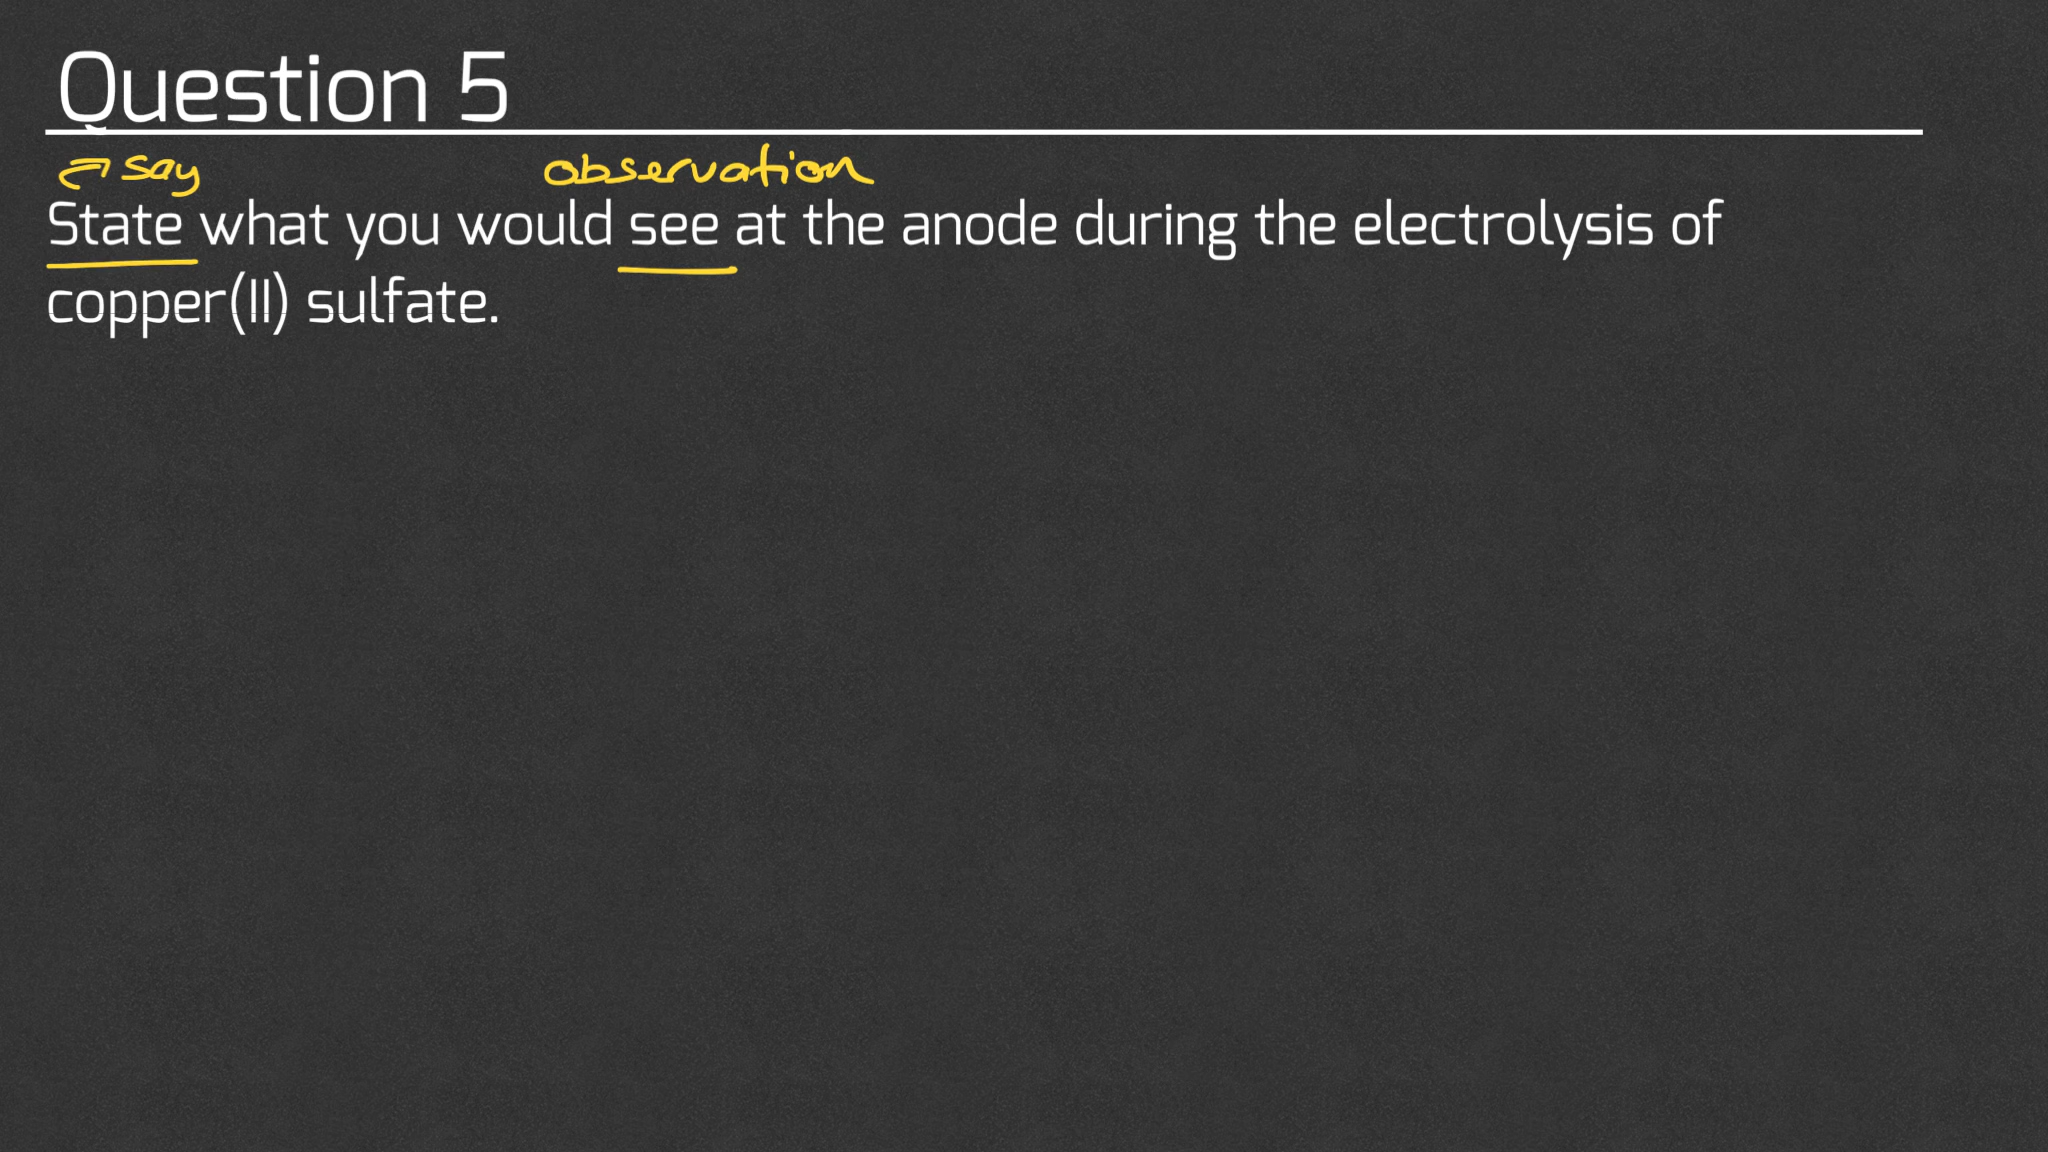 Question 5
say observation
State what you would see at the anode during the electrolysis of
copper(II) sulfate.